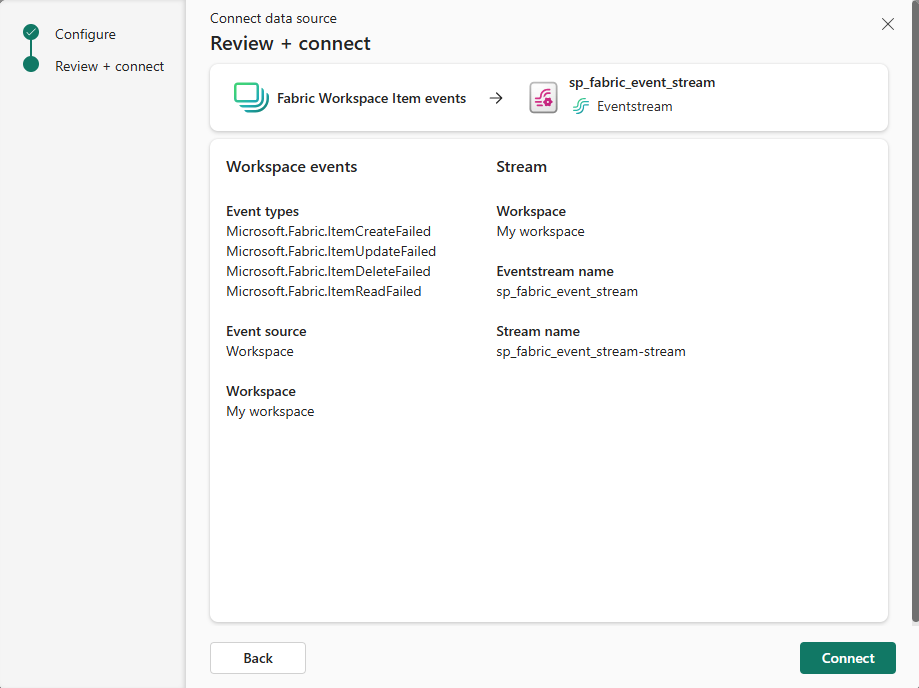 Configure
Review + connect
Connect data source
Review + connect
Fabric Workspace Item events
sp_fabric_event_stream
Eventstream
Workspace events
Event types
Microsoft.Fabric.ItemCreateFailed
Microsoft.Fabric.ItemUpdateFailed
Microsoft.Fabric.ItemDeleteFailed
Microsoft.Fabric.ItemReadFailed
Event source
Workspace
Workspace
My workspace
Stream
Workspace
My workspace
Eventstream name
sp_fabric_event_stream
Stream name
sp_fabric_event_stream-stream
Back
Connect